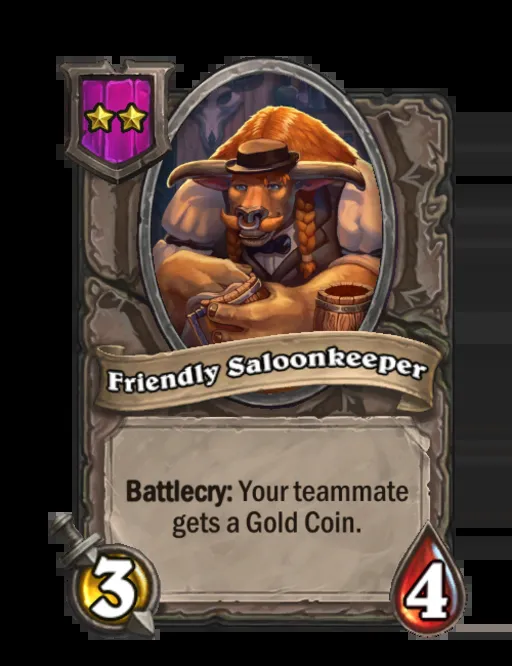 Friendly Saloonkeeper
Battlecry: Your teammate
gets a Gold Coin.
3
4